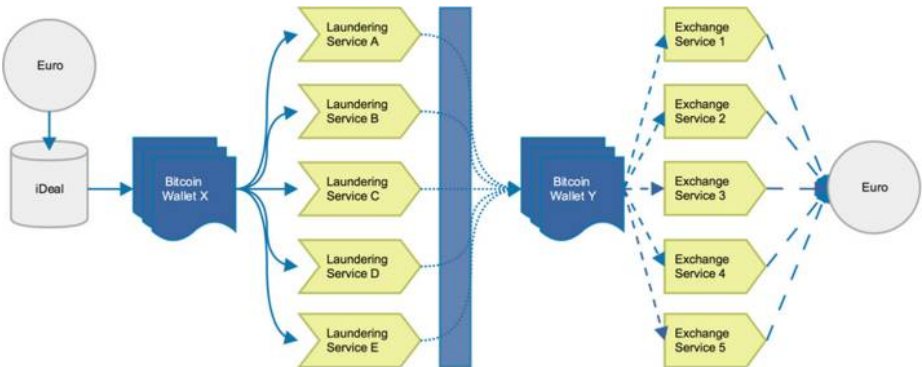 Euro
iDeal
Bitcoin
Wallet X
Laundering
Service A
Laundering
Service B
Laundering
Service C
Laundering
Service D
Laundering
Service E
Bitcoin
Wallet Y
Exchange
Service 1
Exchange
Service 2
Exchange
Service 3
Exchange
Service 4
Exchange
Service 5
Euro